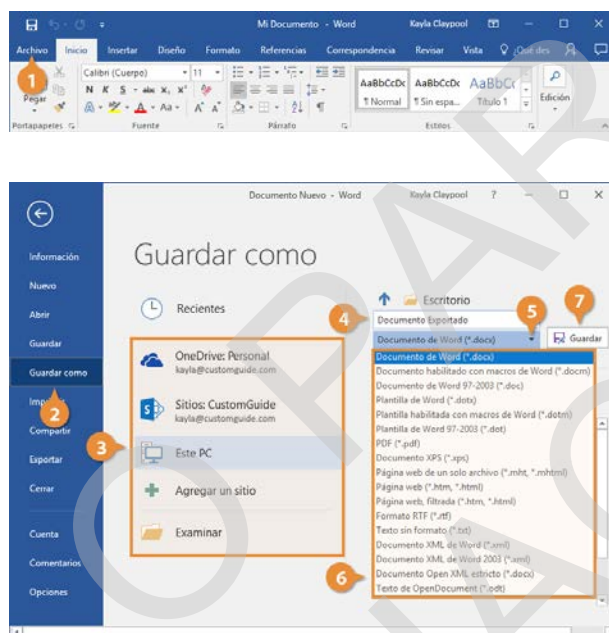 Mi Documento - Word
Kayla Claypool
Archivo
Inicio
Insertar
Diseño
Formato
Referencias
Correspondencia
Revisar
Vista
¿Qué des
1
Pegar
Calibri (Cuerpo)
11
N K S abc X, X'
Aa
A A
AaBbCcDc
AaBbCcDc
AaBbCc
¶ Normal
¶ Sin espa...
Título 1
Edición
Portapapeles
Fuente
Párrafo
Estilos
Documento Nuevo - Word
Kayla Claypool
?
Guardar como
Información
Nuevo
Abrir
Guardar
Guardar como
2
Compartir
Exportar
Cerrar
Cuenta
Comentarios
Opciones
Recientes
OneDrive: Personal
kayla@customguide.com
Sitios: CustomGuide
kayla@customguide.com
3
Este PC
Agregar un sitio
Examinar
Escritorio
4
Documento Exportado
5
7
Documento de Word (*.docx)
Guardar
Documento de Word (*.docx)
Documento habilitado con macros de Word (*.docm)
Documento de Word 97-2003 (*.doc)
Plantilla de Word (*.dotx)
Plantilla habilitada con macros de Word (*.dotm)
Plantilla de Word 97-2003 (*.dot)
PDF (*.pdf)
Documento XPS (*.xps)
Página web de un solo archivo (*.mht, *.mhtml)
Página web (*.htm, *.html)
Página web, filtrada (*.htm, *.html)
Formato RTF (*.rtf)
Texto sin formato (*.txt)
Documento XML de Word (*.xml)
Documento XML de Word 2003 (*.xml)
Documento Open XML estricto (*.docx)
Texto de OpenDocument (*.odt)
6